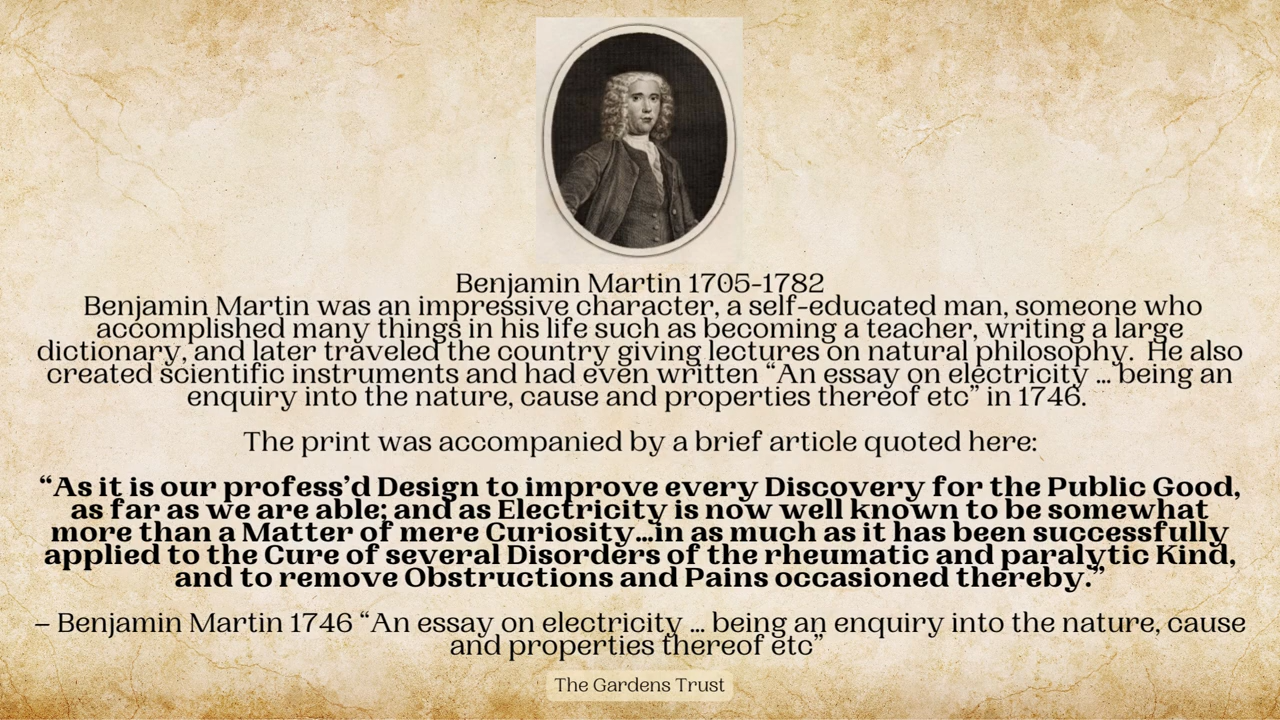 Benjamin Martin 1705-1782
Benjamin Martin was an impressive character, a self-educated man, someone who
accomplished many things in his life such as becoming a teacher, writing a large
dictionary, and later traveled the country giving lectures on natural philosophy.  He also
created scientific instruments and had even written “An essay on electricity ... being an
enquiry into the nature, cause and properties thereof etc” in 1746.
The print was accompanied by a brief article quoted here:
“As it is our profess’d Design to improve every Discovery for the Public Good,
as far as we are able; and as Electricity is now well known to be somewhat
more than a Matter of mere Curiosity...in as much as it has been successfully
applied to the Cure of several Disorders of the rheumatic and paralytic Kind,
and to remove Obstructions and Pains occasioned thereby.”
– Benjamin Martin 1746 “An essay on electricity ... being an enquiry into the nature, cause
and properties thereof etc”
The Gardens Trust